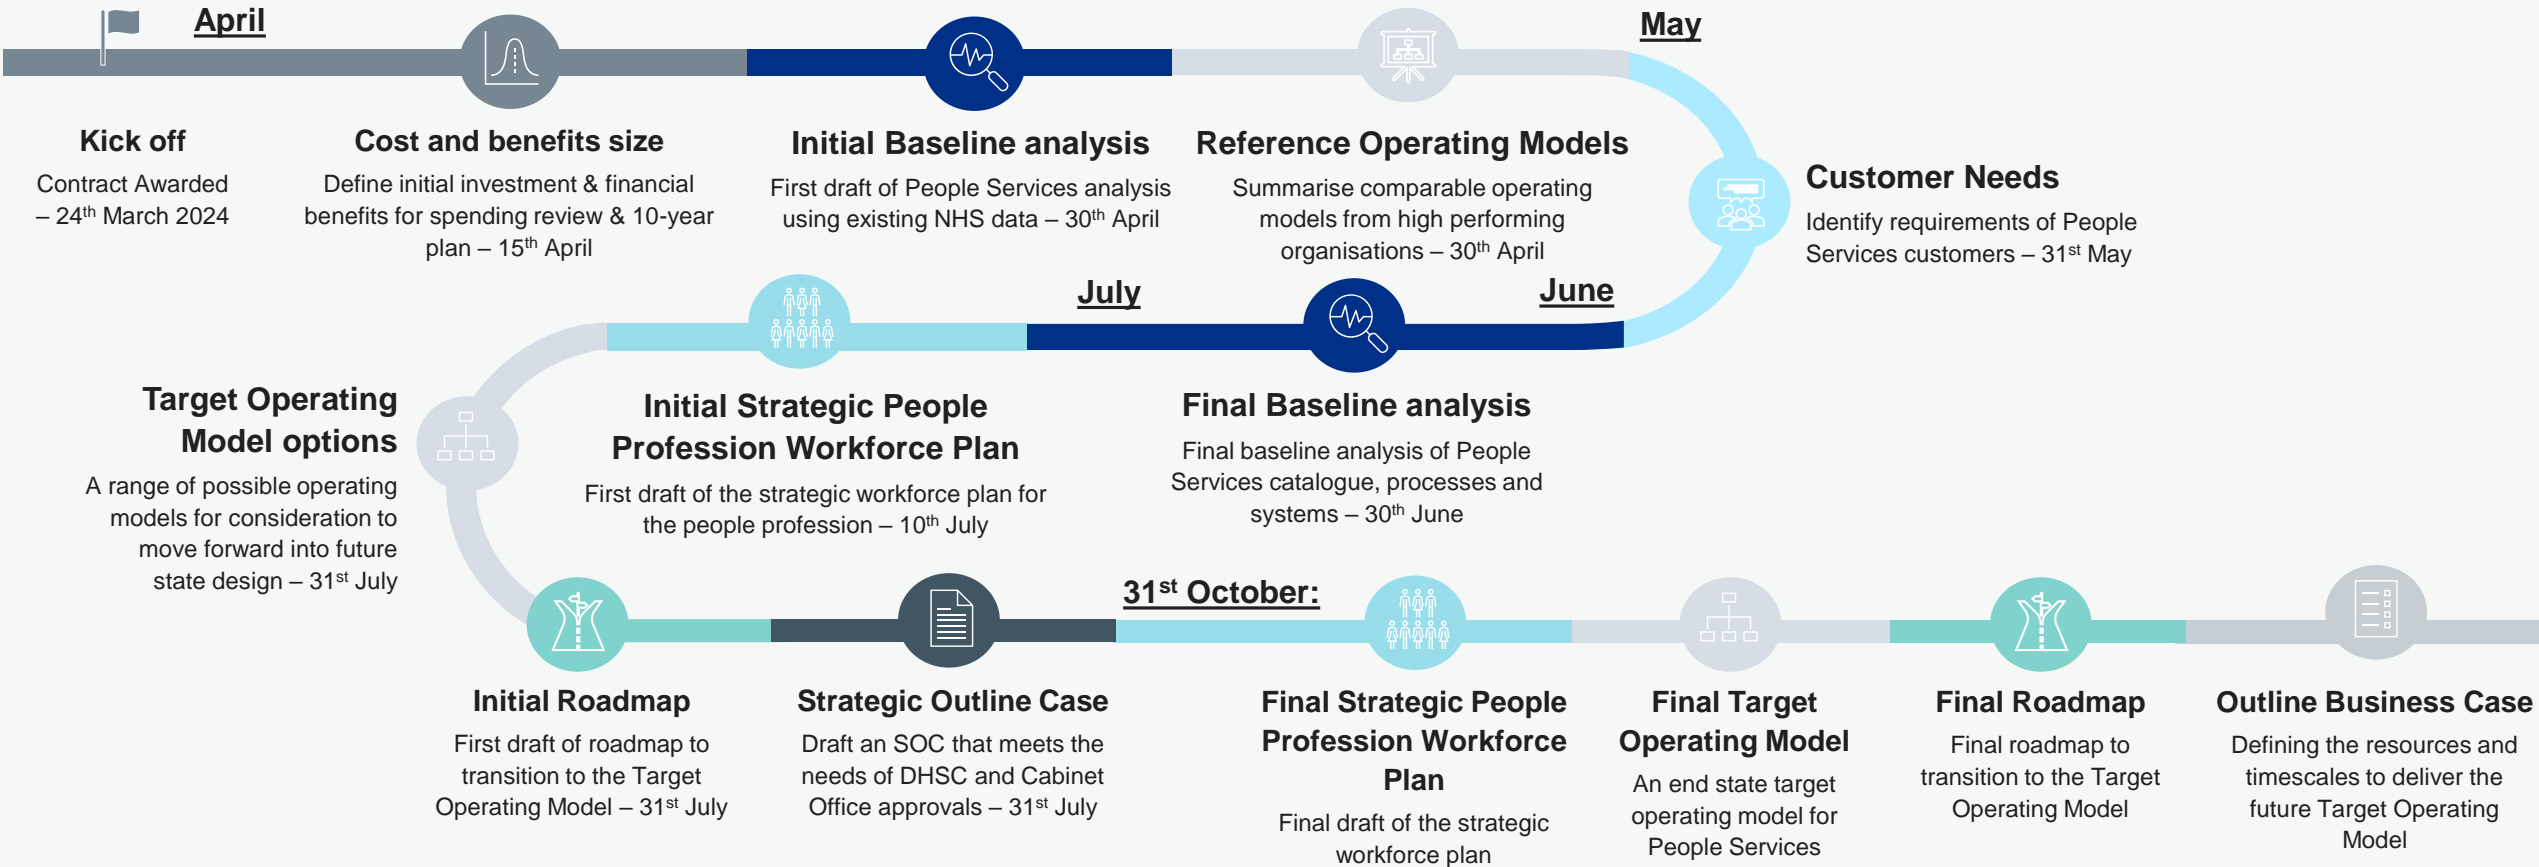 April
Kick off
Contract Awarded
– 24th March 2024
Cost and benefits size
Define initial investment & financial
benefits for spending review & 10-year
plan – 15th April
Initial Baseline analysis
First draft of People Services analysis
using existing NHS data – 30th April
Reference Operating Models
Summarise comparable operating
models from high performing
organisations – 30th April
May
Customer Needs
Identify requirements of People
Services customers – 31st May
June
Final Baseline analysis
Final baseline analysis of People
Services catalogue, processes and
systems – 30th June
July
Initial Strategic People
Profession Workforce Plan
First draft of the strategic workforce plan for
the people profession – 10th July
Target Operating
Model options
A range of possible operating
models for consideration to
move forward into future
state design – 31st July
Initial Roadmap
First draft of roadmap to
transition to the Target
Operating Model – 31st July
Strategic Outline Case
Draft an SOC that meets the
needs of DHSC and Cabinet
Office approvals – 31st July
31st October:
Final Strategic People
Profession Workforce
Plan
Final draft of the strategic
workforce plan
Final Target
Operating Model
An end state target
operating model for
People Services
Final Roadmap
Final roadmap to
transition to the Target
Operating Model
Outline Business Case
Defining the resources and
timescales to deliver the
future Target Operating
Model